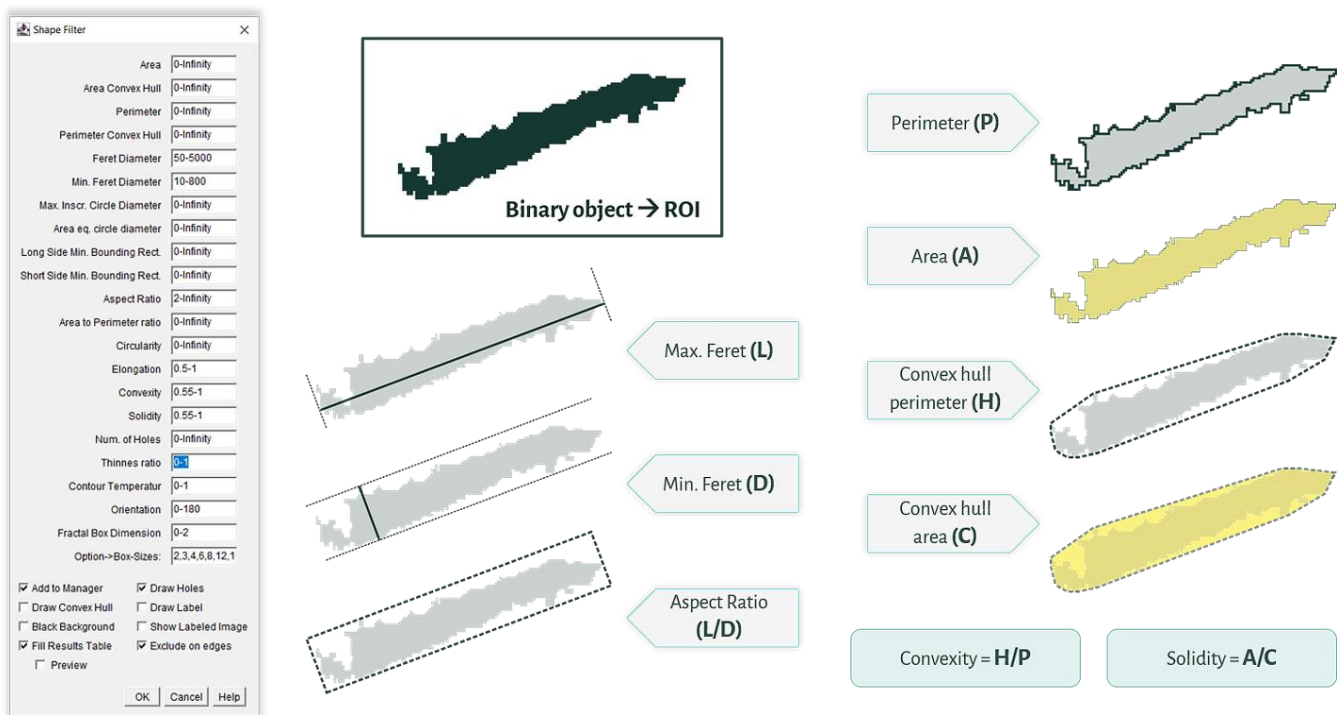 Shape Filter
Area 0-Infinity
Area Convex Hull 0-Infinity
Perimeter 0-Infinity
Perimeter Convex Hull 0-Infinity
Feret Diameter 50-5000
Min. Feret Diameter 10-800
Max. Inscr. Circle Diameter 0-Infinity
Area eq. circle diameter 0-Infinity
Long Side Min. Bounding Rect. 0-Infinity
Short Side Min. Bounding Rect. 0-Infinity
Aspect Ratio 2-Infinity
Area to Perimeter ratio 0-Infinity
Circularity 0-Infinity
Elongation 0.5-1
Convexity 0.55-1
Solidity 0.55-1
Num. of Holes 0-Infinity
Thinnes ratio 0-1
Contour Temperatur 0-1
Orientation 0-180
Fractal Box Dimension 0-2
Option->Box-Sizes: 2,3,4,6,8,12,1
Add to Manager Draw Holes
Draw Convex Hull Draw Label
Black Background Show Labeled Image
Fill Results Table Exclude on edges
Preview
OK Cancel Help
Binary object → ROI
Max. Feret (L)
Min. Feret (D)
Aspect Ratio
(L/D)
Perimeter (P)
Area (A)
Convex hull
perimeter (H)
Convex hull
area (C)
Convexity = H/P
Solidity = A/C